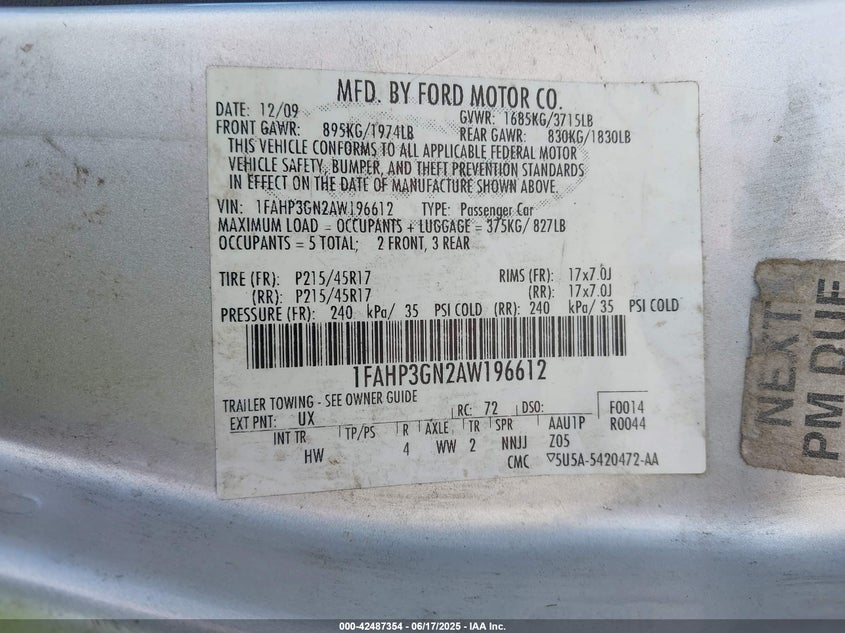 MFD. BY FORD MOTOR CO.
DATE: 12/09 GVWR: 1685KG/3715LB
FRONT GAWR: 895KG/1974LB REAR GAWR: 830KG/1830LB
THIS VEHICLE CONFORMS TO ALL APPLICABLE FEDERAL MOTOR
VEHICLE SAFETY, BUMPER, AND THEFT PREVENTION STANDARDS
IN EFFECT ON THE DATE OF MANUFACTURE SHOWN ABOVE.
VIN: 1FAHP3GN2AW196612 TYPE: Passenger Car
MAXIMUM LOAD = OCCUPANTS + LUGGAGE = 375KG/ 827LB
OCCUPANTS = 5 TOTAL; 2 FRONT, 3 REAR
TIRE (FR): P215/45R17 RIMS (FR): 17x7.0J
(RR): P215/45R17 (RR): 17x7.0J
PRESSURE (FR): 240 kPa/ 35 PSI COLD (RR): 240 kPa/ 35 PSI COLD
1FAHP3GN2AW196612
TRAILER TOWING - SEE OWNER GUIDE
EXT PNT: UX RC: 72 DSO: F0014
INT TR TP/PS R AXLE TR SPR AAU1P R0044
HW 4 WW 2 NNJJ Z05
CMC ▽5U5A-5420472-AA
NEXT
PM DUE
000-42487354 / 06/17/2025 - IAA Inc.